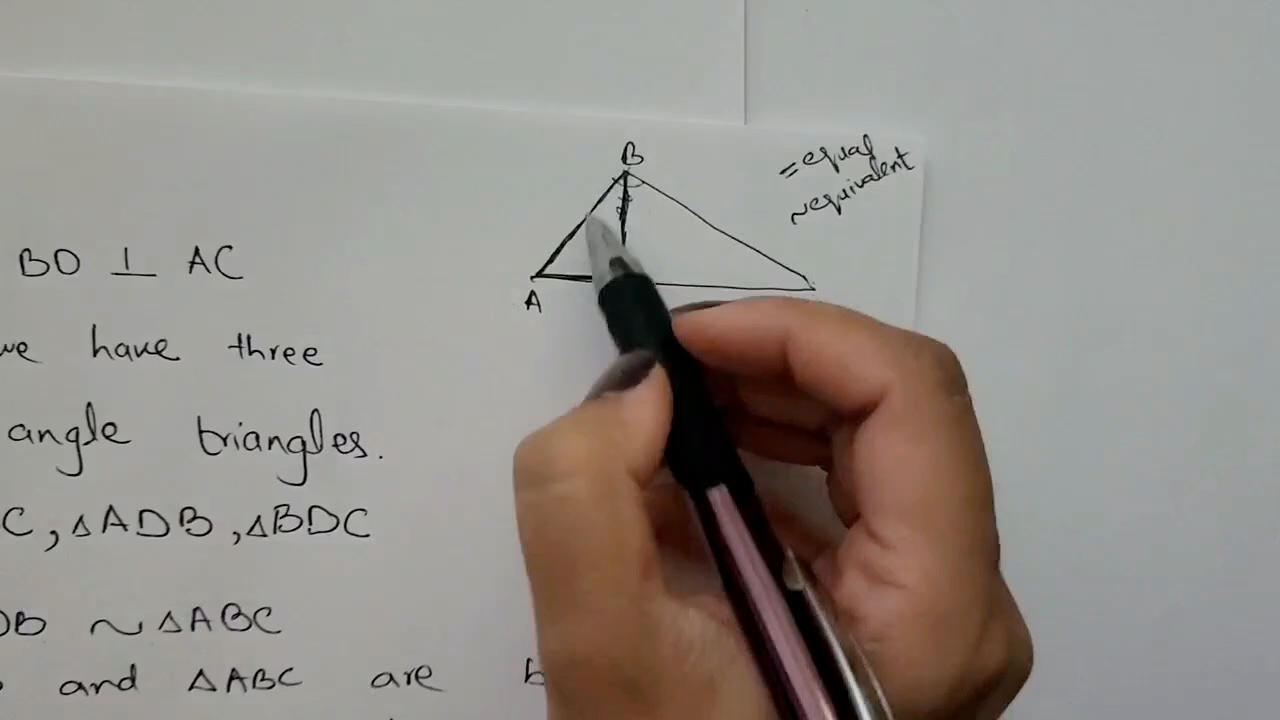 B
= equal
~ equivalent
BD ⊥ AC
A
we have three
angle triangles.
C, △ADB, △BDC
DB ~ △ABC
and △ABC are